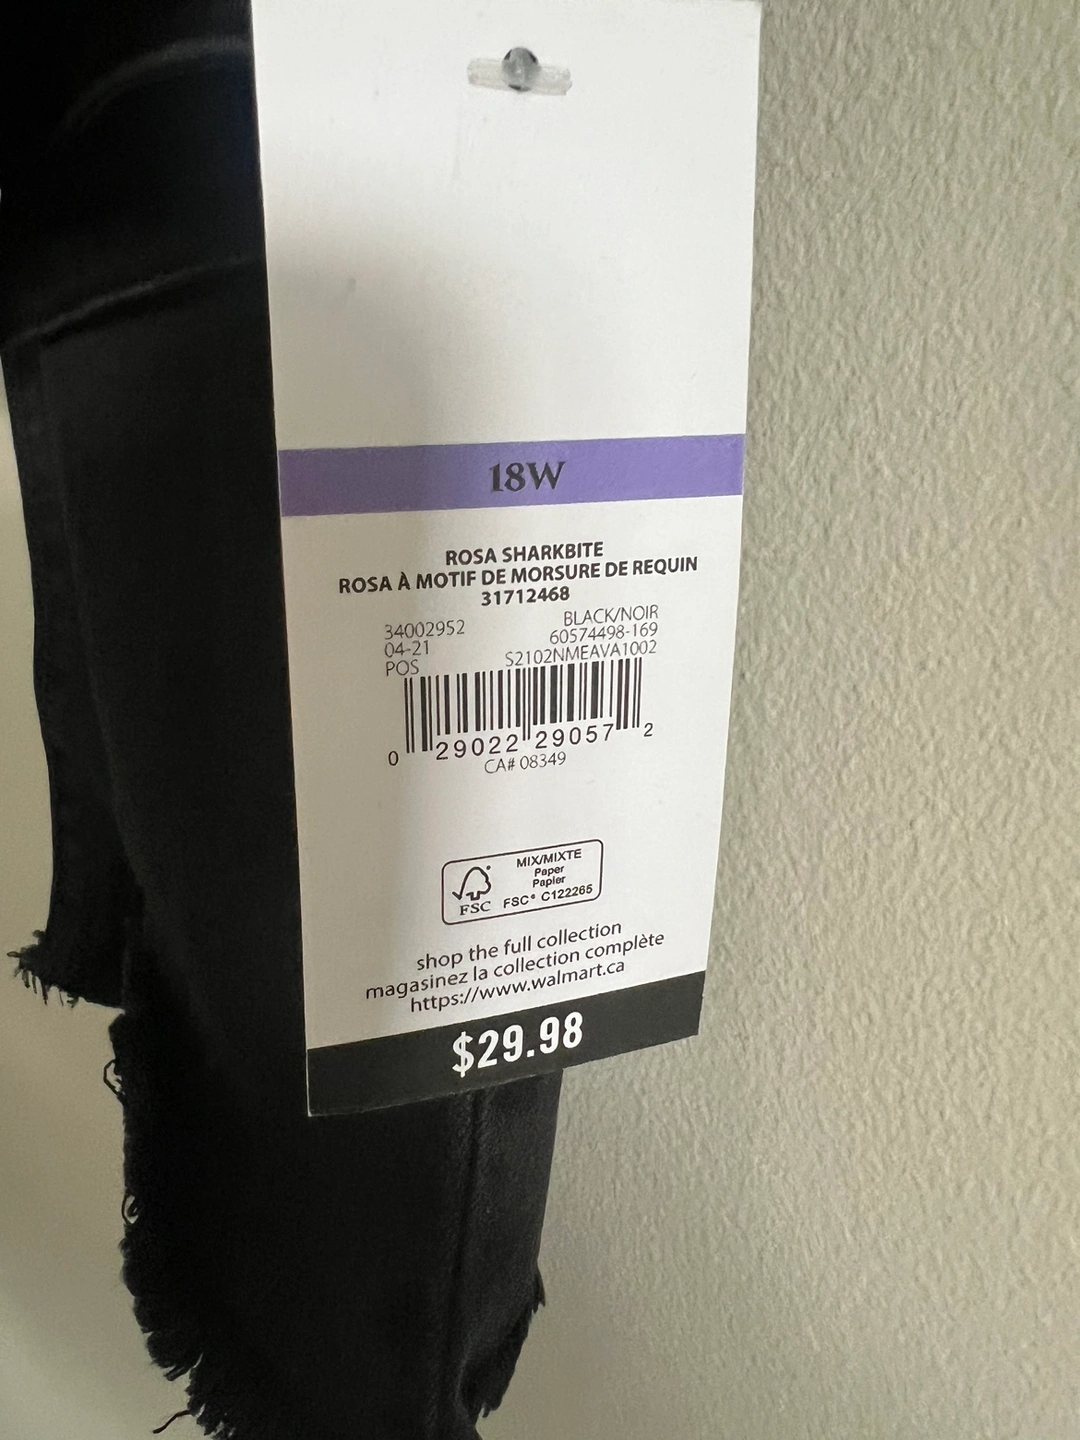 18W
ROSA SHARKBITE
ROSA À MOTIF DE MORSURE DE REQUIN
31712468
34002952 BLACK/NOIR
04-21 60574498-169
POS S2102NMEAVA1002
0 29022 29057 2
CA# 08349
MIX/MIXTE
Paper
Papier
FSC FSC® C122265
shop the full collection
magasinez la collection complète
https://www.walmart.ca
$29.98